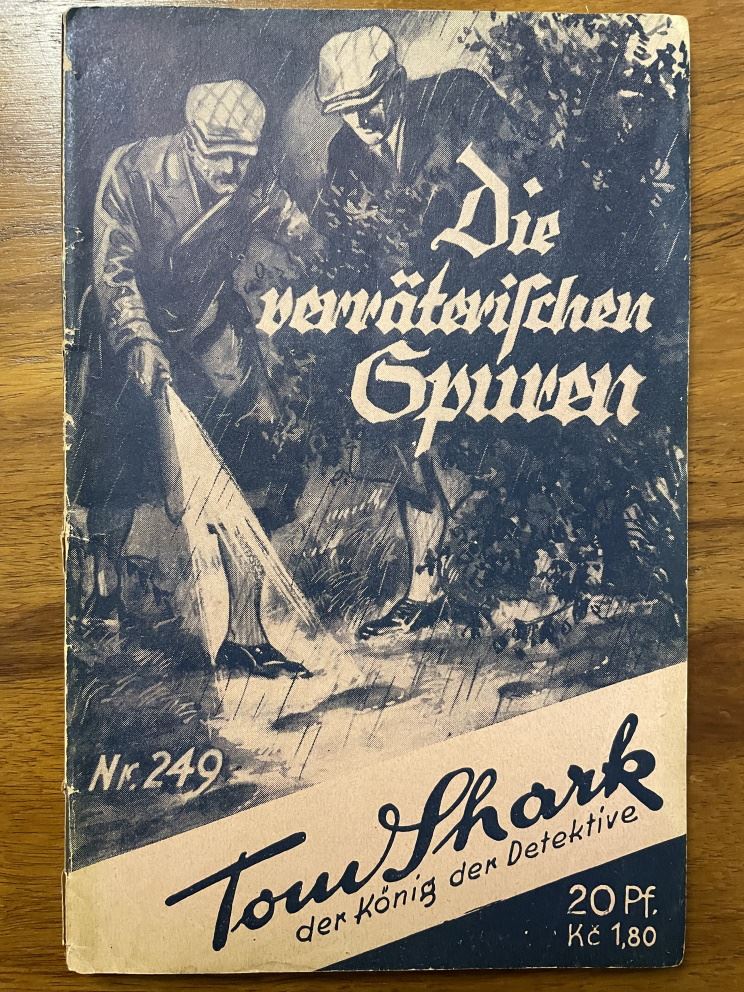 Die
verräterischen
Spuren
Nr. 249
Tom Shark
der König der Detektive
20 Pf.
Kč 1,80